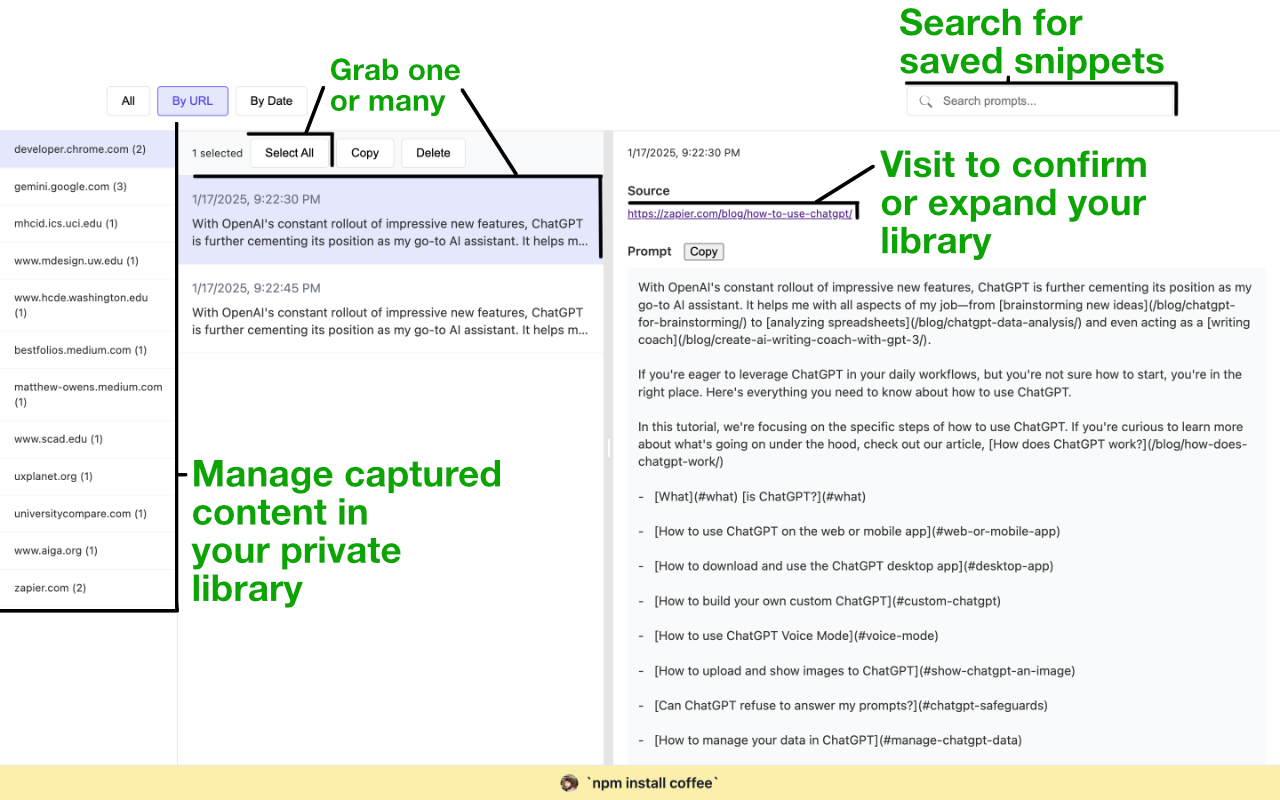 Search for
saved snippets
Grab one
or many
All
By URL
By Date
Search prompts...
developer.chrome.com (2)
gemini.google.com (3)
mhcid.ics.uci.edu (1)
www.mdesign.uw.edu (1)
www.hcde.washington.edu
(1)
bestfolios.medium.com (1)
matthew-owens.medium.com
(1)
www.scad.edu (1)
uxplanet.org (1)
universitycompare.com (1)
www.aiga.org (1)
zapier.com (2)
1 selected
Select All
Copy
Delete
1/17/2025, 9:22:30 PM
With OpenAI's constant rollout of impressive new features, ChatGPT
is further cementing its position as my go-to AI assistant. It helps m...
1/17/2025, 9:22:45 PM
With OpenAI's constant rollout of impressive new features, ChatGPT
is further cementing its position as my go-to AI assistant. It helps m...
Manage captured
content in
your private
library
1/17/2025, 9:22:30 PM
Source
https://zapier.com/blog/how-to-use-chatgpt/
Visit to confirm
or expand your
library
Prompt
Copy
With OpenAI's constant rollout of impressive new features, ChatGPT is further cementing its position as my
go-to AI assistant. It helps me with all aspects of my job—from [brainstorming new ideas](/blog/chatgpt-
for-brainstorming/) to [analyzing spreadsheets](/blog/chatgpt-data-analysis/) and even acting as a [writing
coach](/blog/create-ai-writing-coach-with-gpt-3/).
If you're eager to leverage ChatGPT in your daily workflows, but you're not sure how to start, you're in the
right place. Here's everything you need to know about how to use ChatGPT.
In this tutorial, we're focusing on the specific steps of how to use ChatGPT. If you're curious to learn more
about what's going on under the hood, check out our article, [How does ChatGPT work?](/blog/how-does-
chatgpt-work/)
- [What](#what) [is ChatGPT?](#what)
- [How to use ChatGPT on the web or mobile app](#web-or-mobile-app)
- [How to download and use the ChatGPT desktop app](#desktop-app)
- [How to build your own custom ChatGPT](#custom-chatgpt)
- [How to use ChatGPT Voice Mode](#voice-mode)
- [How to upload and show images to ChatGPT](#show-chatgpt-an-image)
- [Can ChatGPT refuse to answer my prompts?](#chatgpt-safeguards)
- [How to manage your data in ChatGPT](#manage-chatgpt-data)
`npm install coffee`